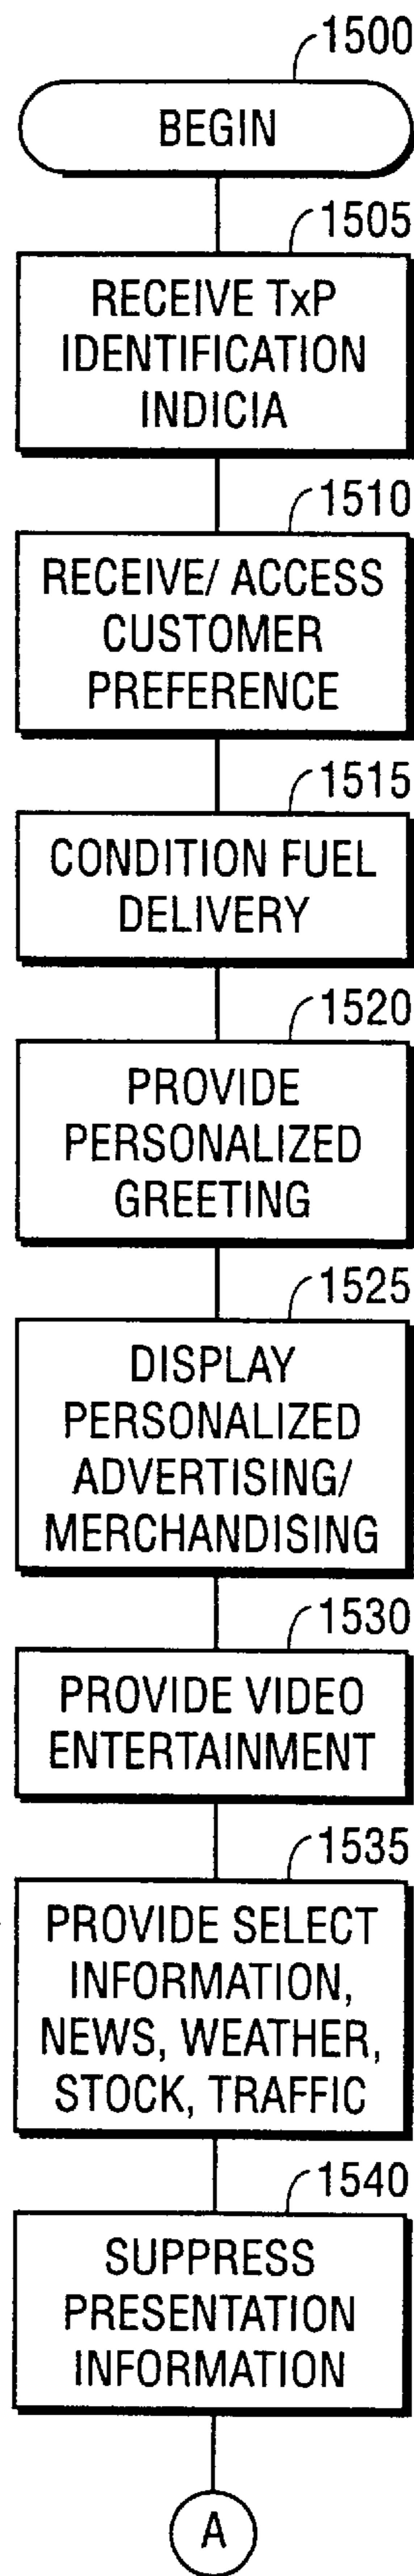 1500
BEGIN
1505
RECEIVE TxP
IDENTIFICATION
INDICIA
1510
RECEIVE/ ACCESS
CUSTOMER
PREFERENCE
1515
CONDITION FUEL
DELIVERY
1520
PROVIDE
PERSONALIZED
GREETING
1525
DISPLAY
PERSONALIZED
ADVERTISING/
MERCHANDISING
1530
PROVIDE VIDEO
ENTERTAINMENT
1535
PROVIDE SELECT
INFORMATION,
NEWS, WEATHER,
STOCK, TRAFFIC
1540
SUPPRESS
PRESENTATION
INFORMATION
A